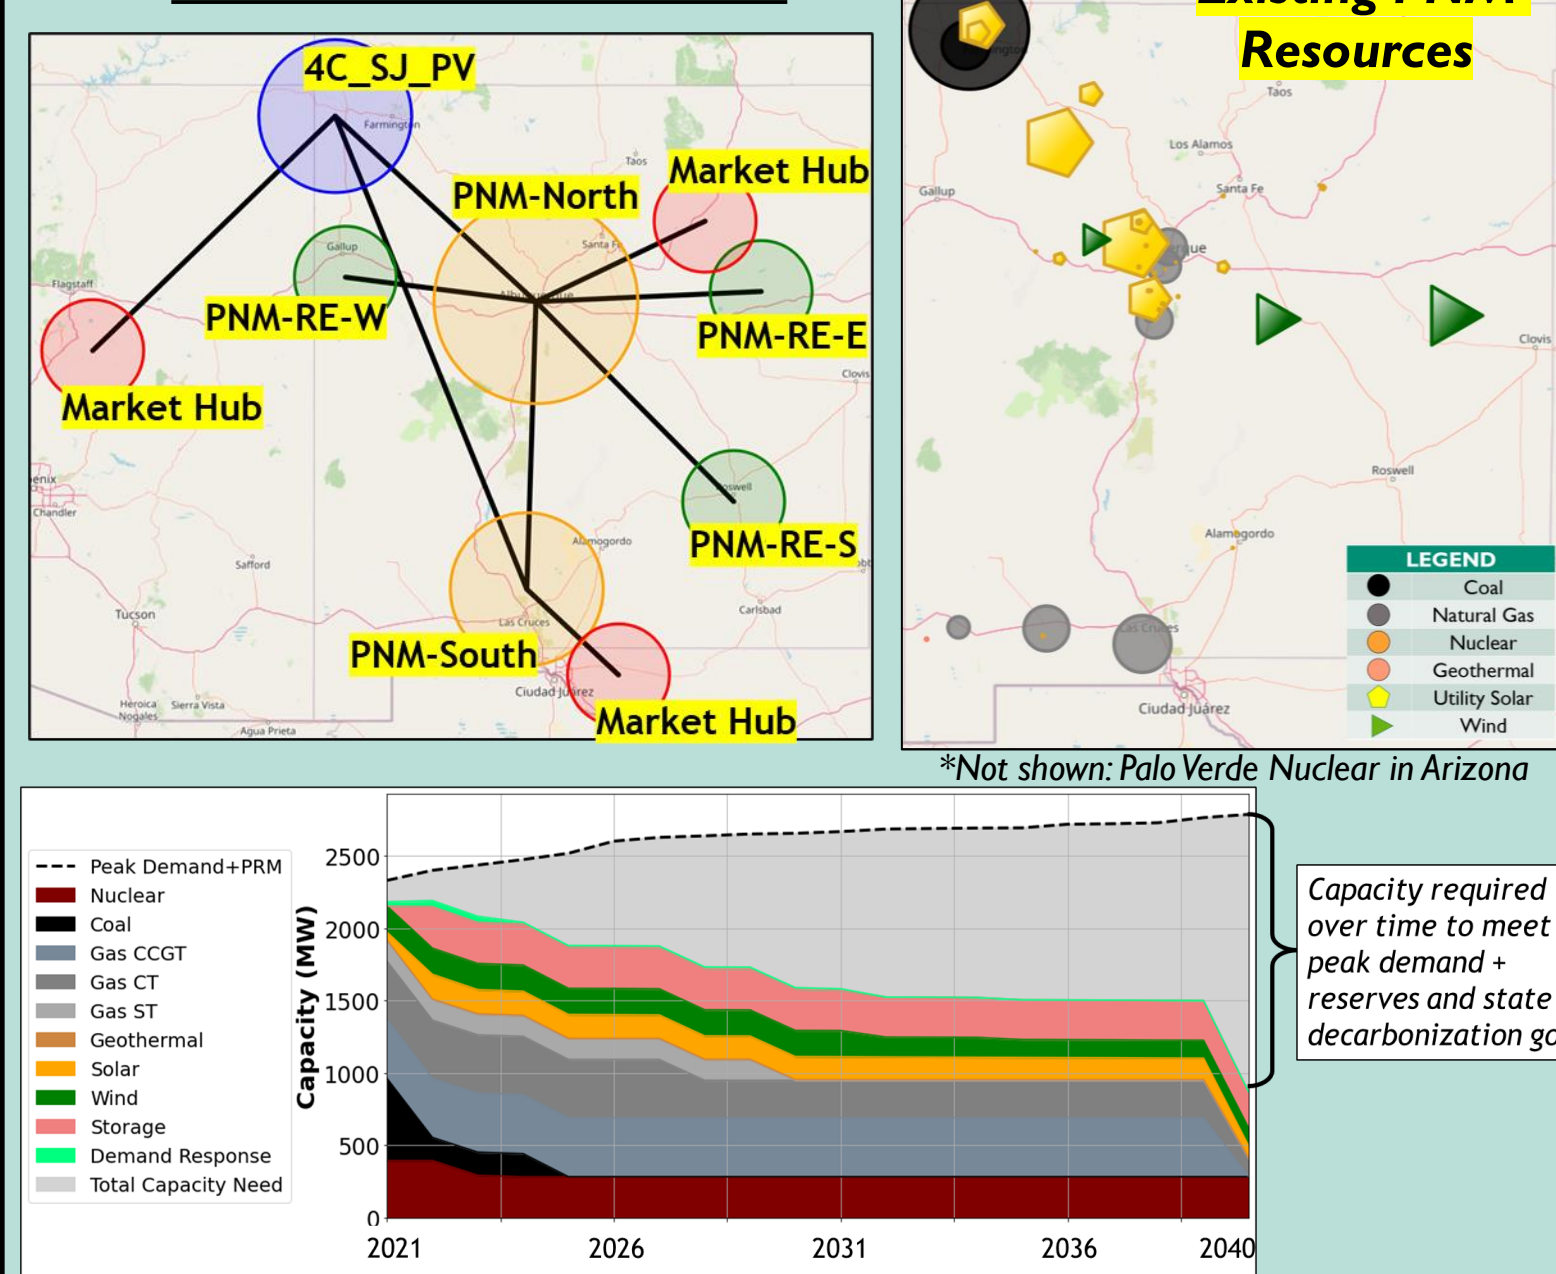 4C_SJ_PV
Farmington
Taos
Market Hub
PNM-North
Santa Fe
Gallup
Flagstaff
Albuquerque
PNM-RE-W
PNM-RE-E
Clovis
Market Hub
Roswell
Chandler
PNM-RE-S
Alamogordo
Safford
Carlsbad
Tucson
Las Cruces
PNM-South
Ciudad Juárez
Heroica
Nogales
Sierra Vista
Agua Prieta
Market Hub
Existing PNM
Resources
Taos
Los Alamos
Gallup
Santa Fe
Clovis
Roswell
Alamogordo
Las Cruces
Ciudad Juárez
LEGEND
Coal
Natural Gas
Nuclear
Geothermal
Utility Solar
Wind
*Not shown: Palo Verde Nuclear in Arizona
Peak Demand+PRM
Nuclear
Coal
Gas CCGT
Gas CT
Gas ST
Geothermal
Solar
Wind
Storage
Demand Response
Total Capacity Need
Capacity (MW)
2500
2000
1500
1000
500
0
2021 2026 2031 2036 2040
Capacity required
over time to meet
peak demand +
reserves and state
decarbonization